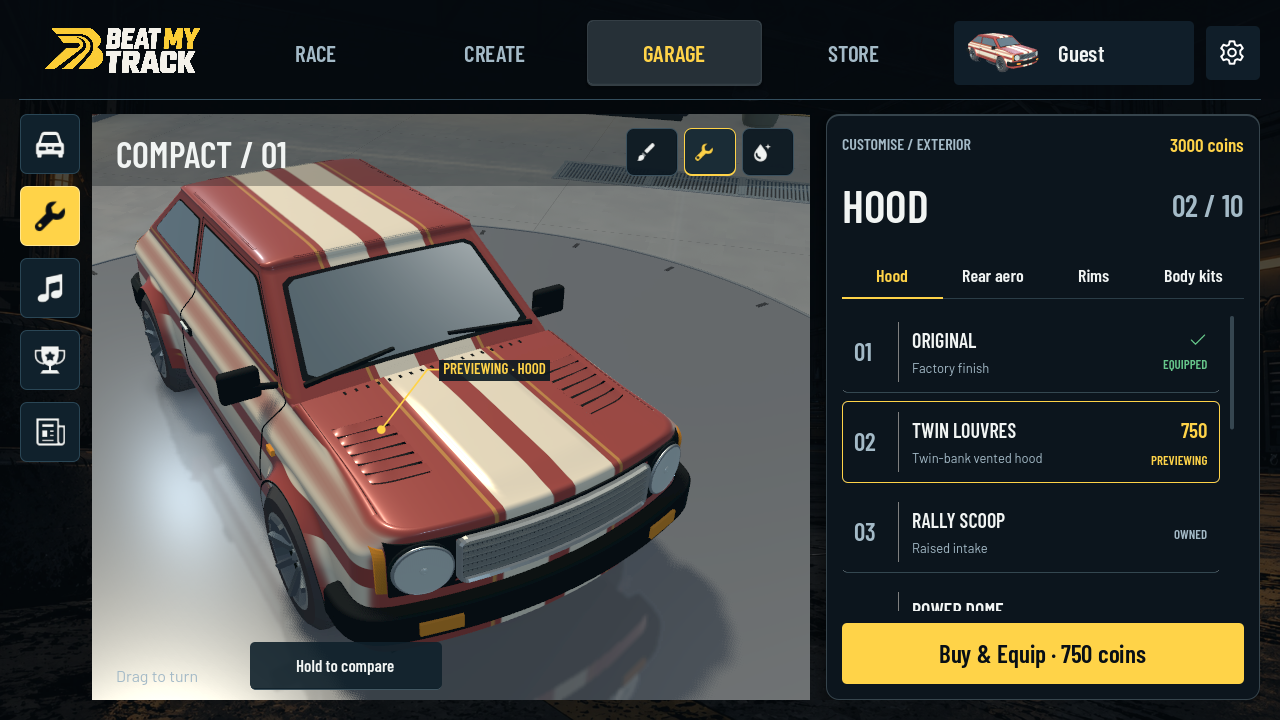 BEAT MY
TRACK
RACE
CREATE
GARAGE
STORE
Guest
COMPACT / 01
PREVIEWING · HOOD
Drag to turn
Hold to compare
CUSTOMISE / EXTERIOR
3000 coins
HOOD
02 / 10
Hood
Rear aero
Rims
Body kits
01
ORIGINAL
Factory finish
EQUIPPED
02
TWIN LOUVRES
Twin-bank vented hood
750
PREVIEWING
03
RALLY SCOOP
Raised intake
OWNED
POWER DOME
Buy & Equip · 750 coins